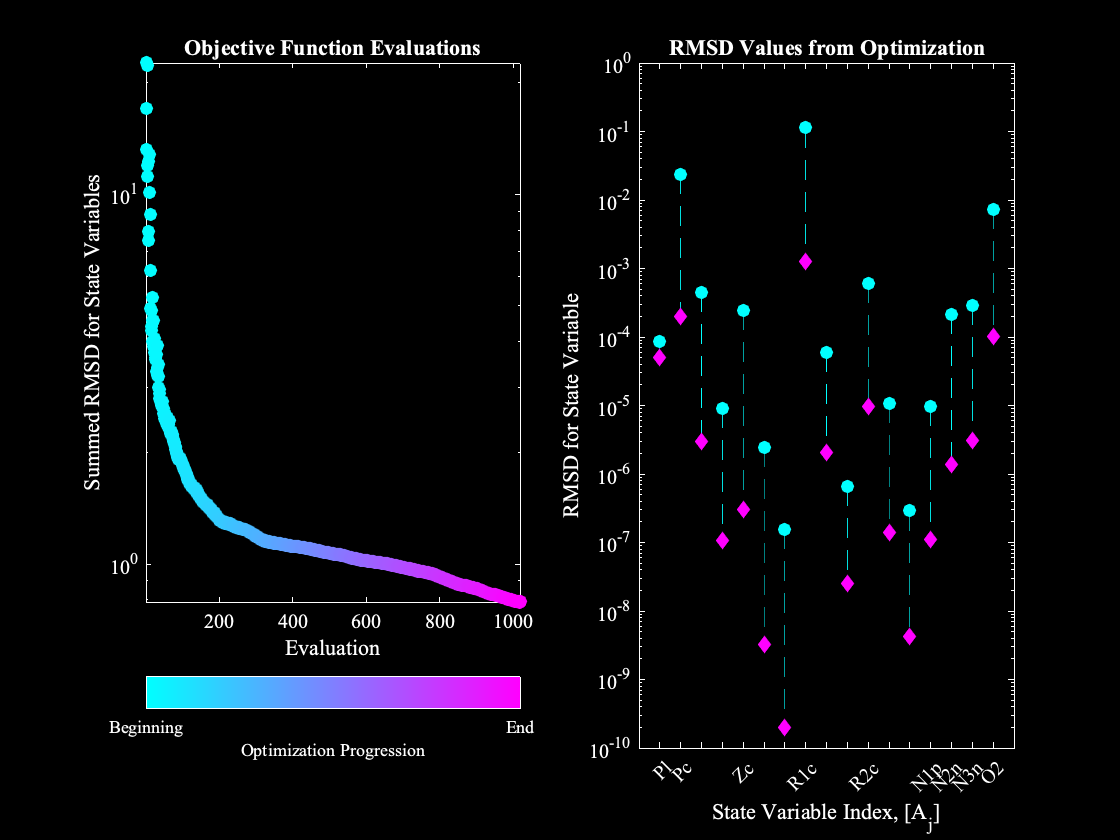 Objective Function Evaluations
Summed RMSD for State Variables
10^1
10^0
200 400 600 800 1000
Evaluation
Beginning End
Optimization Progression
RMSD Values from Optimization
RMSD for State Variable
10^0
10^-1
10^-2
10^-3
10^-4
10^-5
10^-6
10^-7
10^-8
10^-9
10^-10
P1 Pc Zc R1c R2c N1p N2n N3n O2
State Variable Index, [A_j]